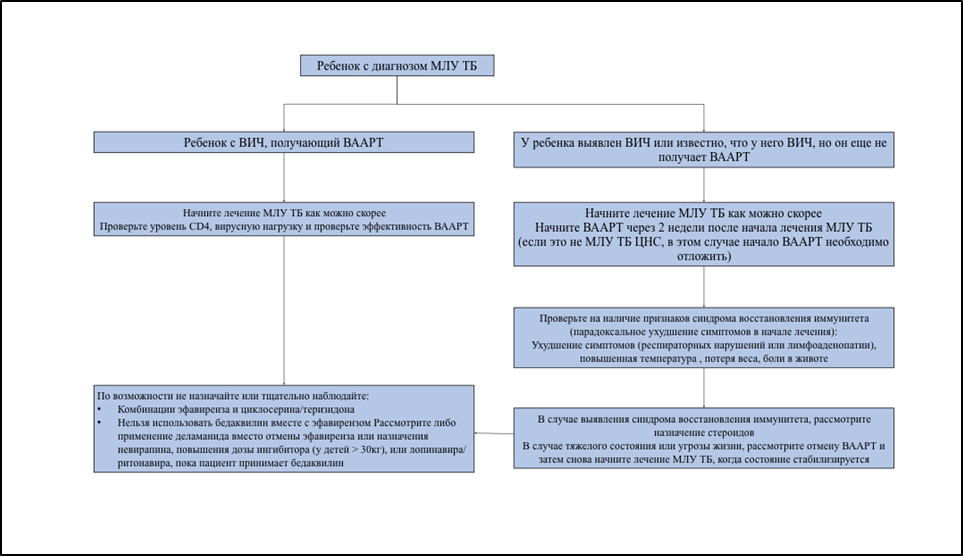 Ребенок с диагнозом МЛУ ТБ
Ребенок с ВИЧ, получающий ВААРТ
У ребенка выявлен ВИЧ или известно, что у него ВИЧ, но он еще не
получает ВААРТ
Начните лечение МЛУ ТБ как можно скорее
Проверьте уровень CD4, вирусную нагрузку и проверьте эффективность ВААРТ
Начните лечение МЛУ ТБ как можно скорее
Начните ВААРТ через 2 недели после начала лечения МЛУ ТБ
(если это не МЛУ ТБ ЦНС, в этом случае начало ВААРТ необходимо
отложить)
Проверьте на наличие признаков синдрома восстановления иммунитета
(парадоксальное ухудшение симптомов в начале лечения):
Ухудшение симптомов (респираторных нарушений или лимфоаденопатии),
повышенная температура , потеря веса, боли в животе
По возможности не назначайте или тщательно наблюдайте:
• Комбинации эфавиренза и циклосерина/теризидона
• Нельзя использовать бедаквилин вместе с эфавирензом Рассмотрите либо
применение деламанида вместо отмены эфавиренза или назначения
невирапина, повышения дозы ингибитора (у детей > 30кг), или лопинавира/
ритонавира, пока пациент принимает бедаквилин
В случае выявления синдрома восстановления иммунитета, рассмотрите
назначение стероидов
В случае тяжелого состояния или угрозы жизни, рассмотрите отмену ВААРТ и
затем снова начните лечение МЛУ ТБ, когда состояние стабилизируется